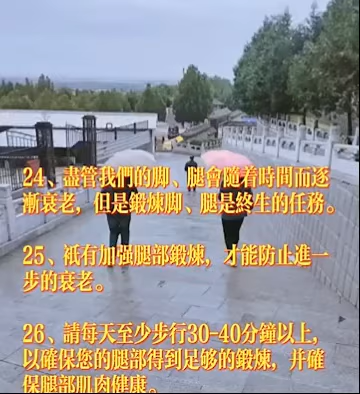 24、盡管我們的脚、腿會隨着時間而逐
漸衰老，但是鍛煉脚、腿是終生的任務。
25、衹有加强腿部鍛煉，才能防止進一
步的衰老。
26、請每天至少步行30-40分鐘以上，
以確保您的腿部得到足够的鍛煉，并確
保腿部肌肉健康。